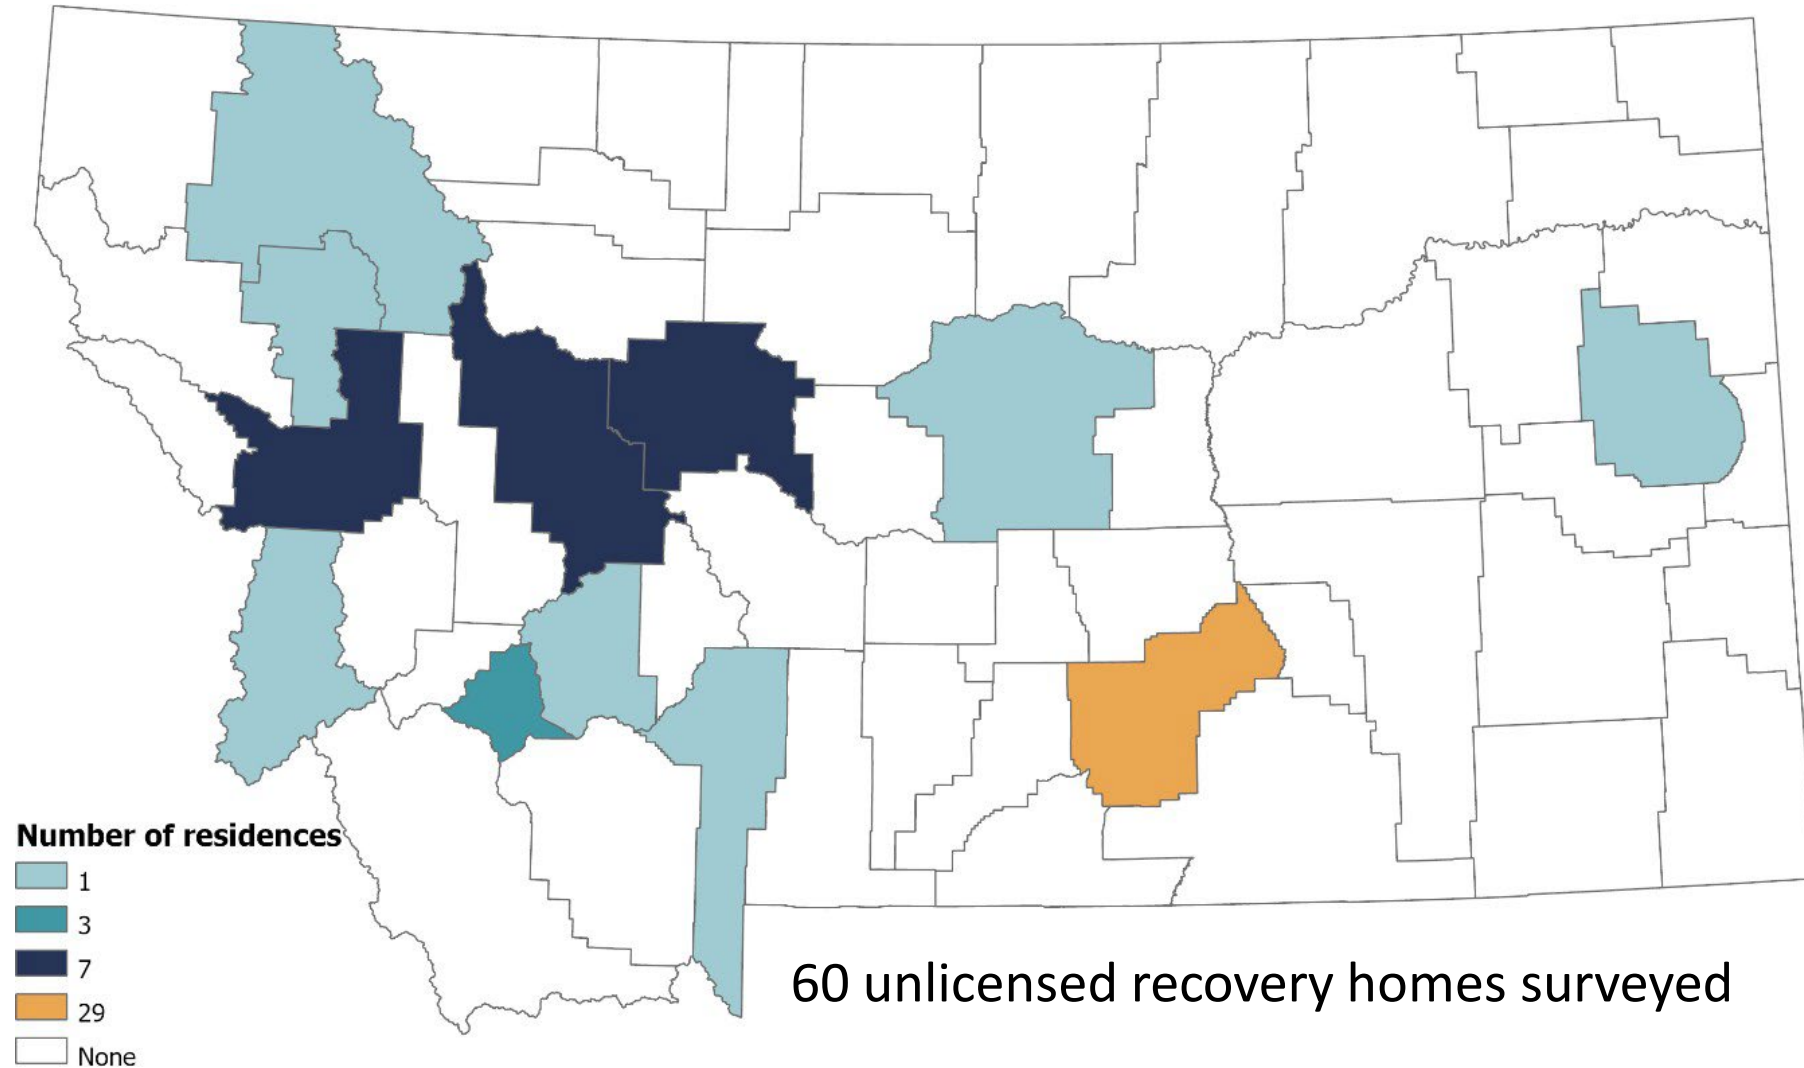 Number of residences
1
3
7
29
None
60 unlicensed recovery homes surveyed